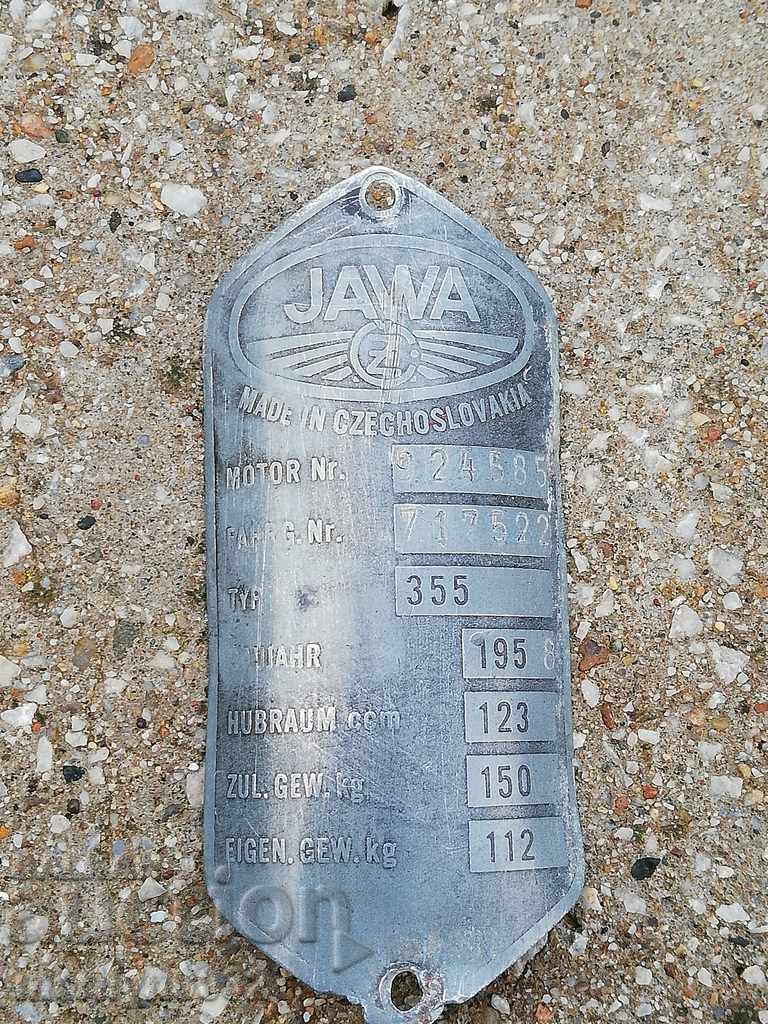 JAWA
CZ
MADE IN CZECHOSLOVAKIA
MOTOR Nr. 924585
G. Nr. 717522
TYP 355
1958
HUBRAUM ccm 123
ZUL. GEW. kg 150
EIGEN. GEW. kg 112